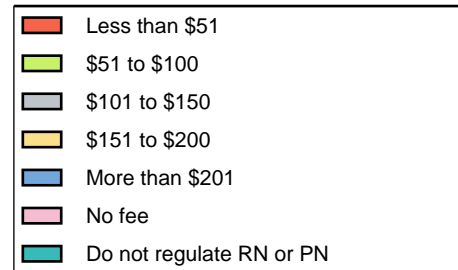 Less than $51
$51 to $100
$101 to $150
$151 to $200
More than $201
No fee
Do not regulate RN or PN